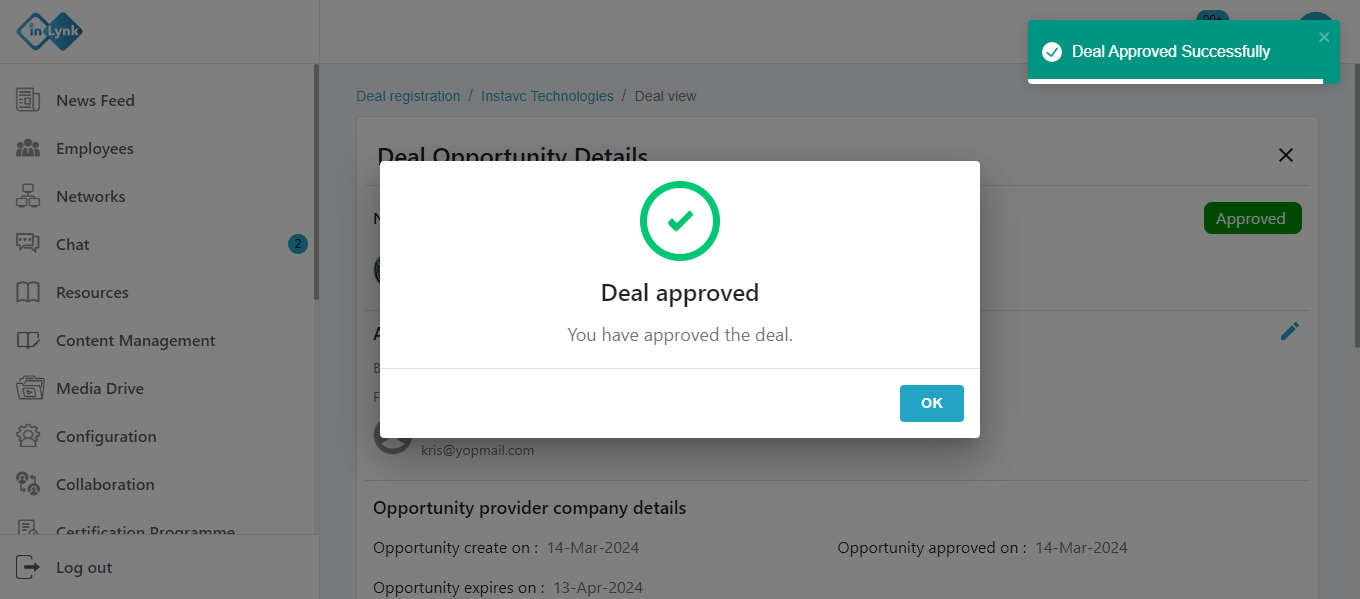 inLynk
Deal Approved Successfully
News Feed
Employees
Networks
Chat
2
Resources
Content Management
Media Drive
Configuration
Collaboration
Certification Programme
Log out
Deal registration / Instavc Technologies / Deal view
Deal Opportunity Details
Approved
Deal approved
You have approved the deal.
OK
kris@yopmail.com
Opportunity provider company details
Opportunity create on : 14-Mar-2024
Opportunity approved on : 14-Mar-2024
Opportunity expires on : 13-Apr-2024